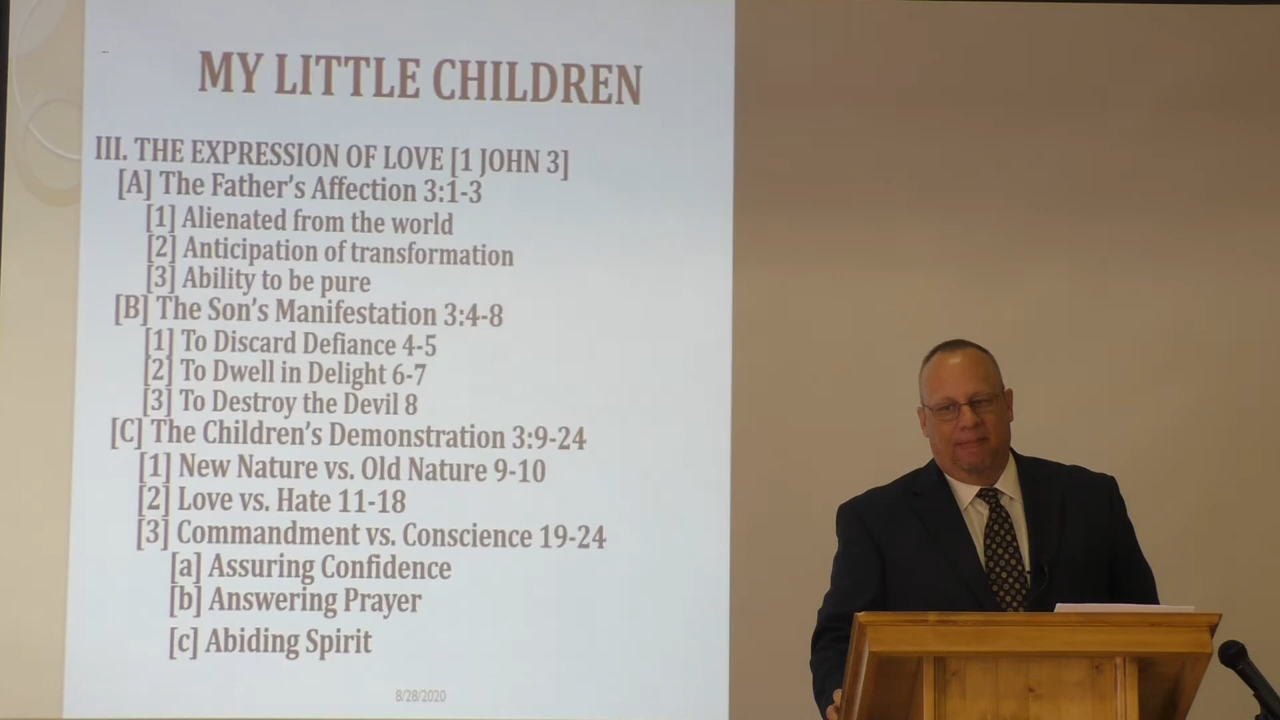 MY LITTLE CHILDREN
III. THE EXPRESSION OF LOVE [1 JOHN 3]
[A] The Father's Affection 3:1-3
[1] Alienated from the world
[2] Anticipation of transformation
[3] Ability to be pure
[B] The Son's Manifestation 3:4-8
[1] To Discard Defiance 4-5
[2] To Dwell in Delight 6-7
[3] To Destroy the Devil 8
[C] The Children's Demonstration 3:9-24
[1] New Nature vs. Old Nature 9-10
[2] Love vs. Hate 11-18
[3] Commandment vs. Conscience 19-24
[a] Assuring Confidence
[b] Answering Prayer
[c] Abiding Spirit
8/28/2020